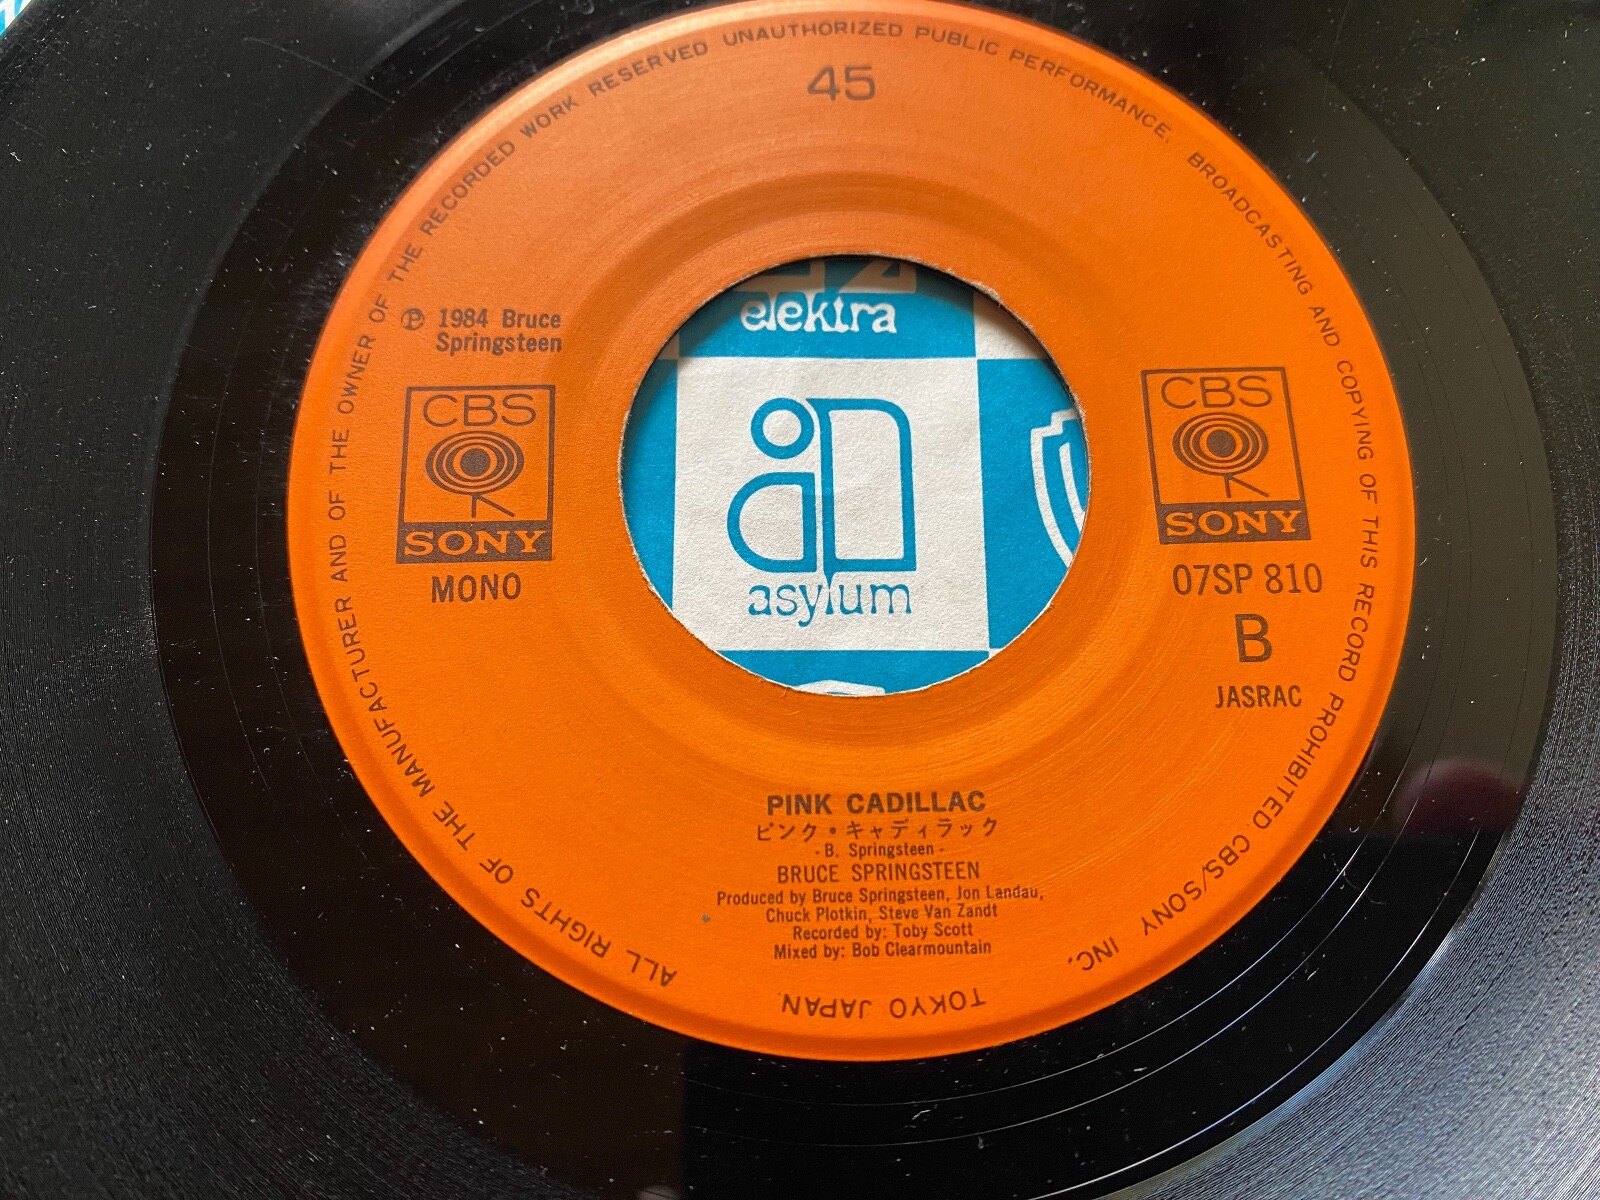 ALL RIGHTS OF THE MANUFACTURER AND OF THE OWNER OF THE RECORDED WORK RESERVED UNAUTHORIZED PUBLIC PERFORMANCE. BROADCASTING AND COPYING OF THIS RECORD PROHIBITED CBS/SONY INC.
TOKYO JAPAN.
45
℗ 1984 Bruce
Springsteen
CBS
SONY
MONO
elektra
asylum
CBS
SONY
07SP 810
B
JASRAC
PINK CADILLAC
ピンク・キャディラック
- B. Springsteen -
BRUCE SPRINGSTEEN
Produced by Bruce Springsteen, Jon Landau,
Chuck Plotkin, Steve Van Zandt
Recorded by: Toby Scott
Mixed by: Bob Clearmountain